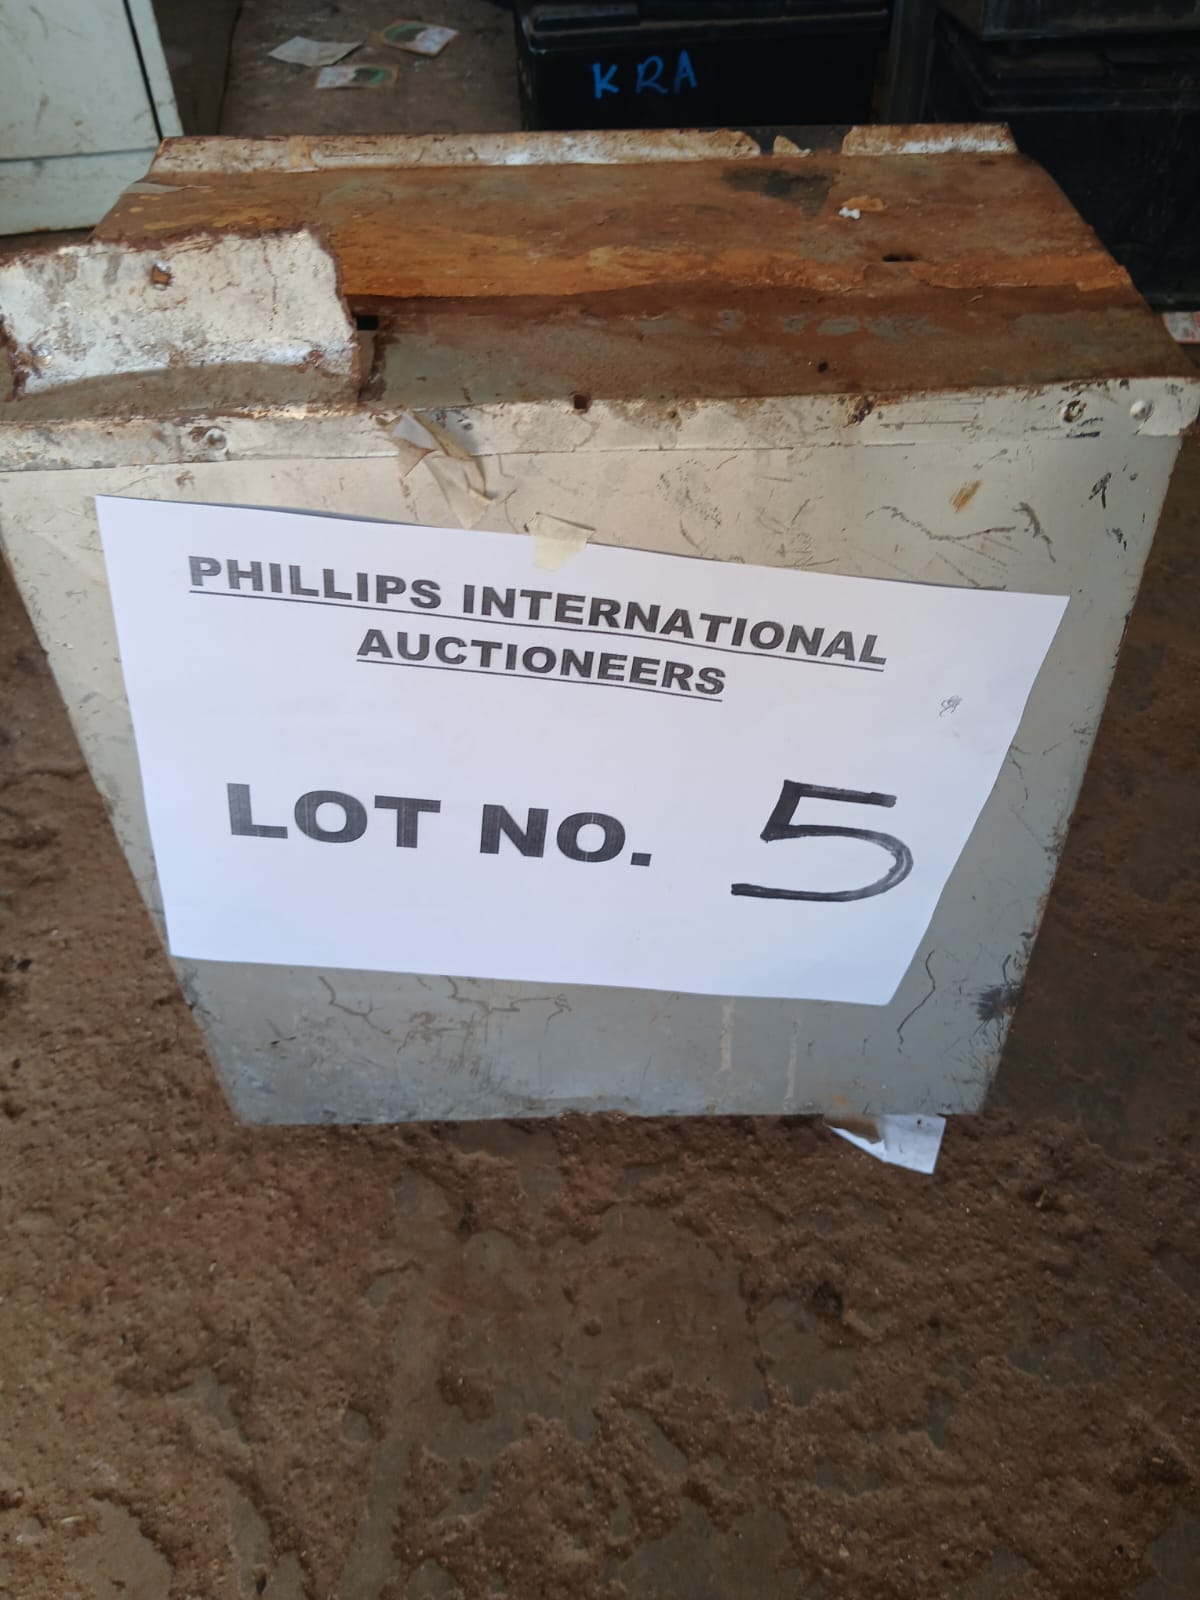 KRA
PHILLIPS INTERNATIONAL
AUCTIONEERS
LOT NO. 5